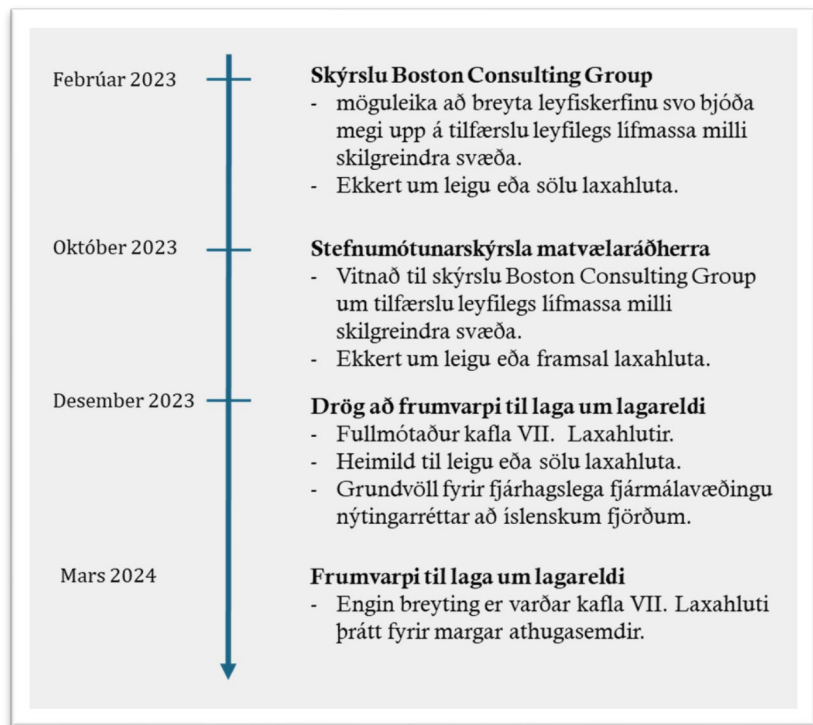 Febrúar 2023
Skýrslu Boston Consulting Group
- möguleika að breyta leyfiskerfinu svo bjóða
megi upp á tilfærslu leyfilegs lífmassa milli
skilgreindra svæða.
- Ekkert um leigu eða sölu laxahluta.
Október 2023
Stefnumótunarskýrsla matvælaráðherra
- Vitnað til skýrslu Boston Consulting Group
um tilfærslu leyfilegs lífmassa milli
skilgreindra svæða.
- Ekkert um leigu eða framsal laxahluta.
Desember 2023
Drög að frumvarpi til laga um lagareldi
- Fullmótaður kafla VII. Laxahlutir.
- Heimild til leigu eða sölu laxahluta.
- Grundvöll fyrir fjárhagslega fjármálavæðingu
nýtingarréttar að íslenskum fjörðum.
Mars 2024
Frumvarpi til laga um lagareldi
- Engin breyting er varðar kafla VII. Laxahluti
þrátt fyrir margar athugasemdir.